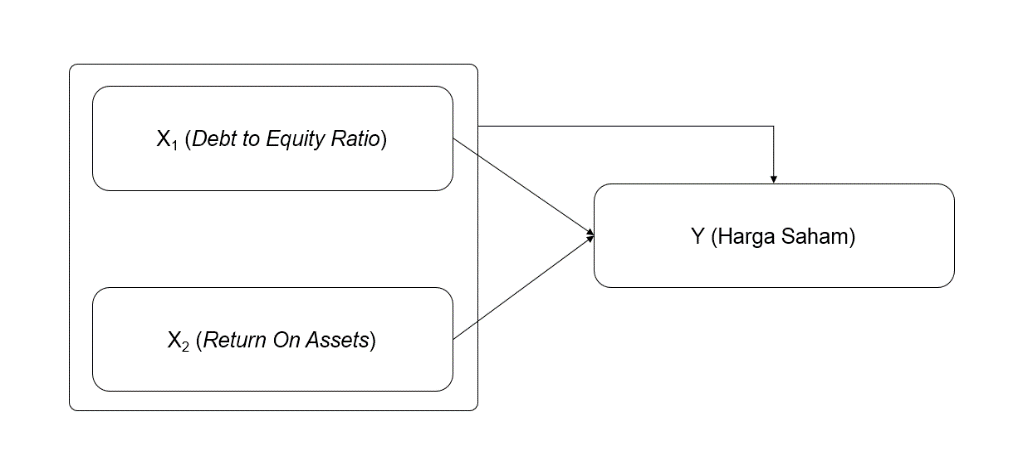 X₁ (Debt to Equity Ratio)
Y (Harga Saham)
X₂ (Return On Assets)